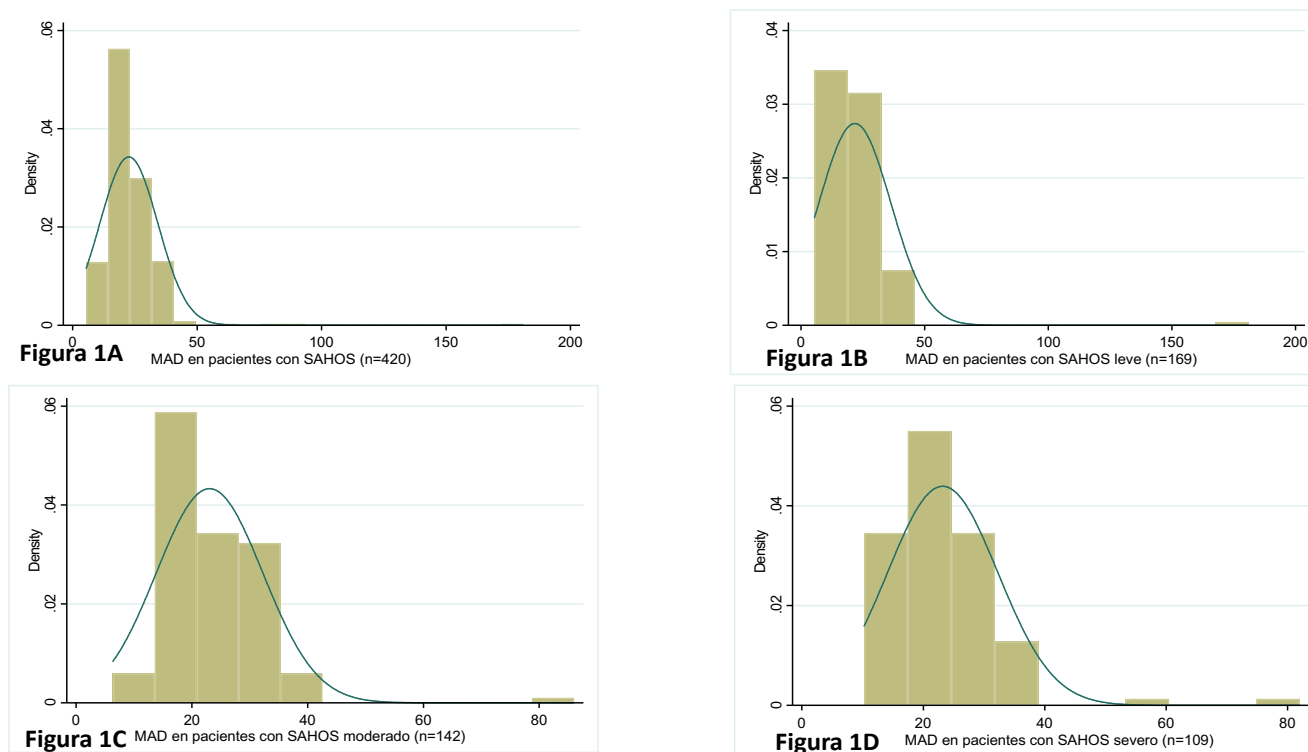 .06
.04
.02
0
Density
0 50 100 150 200
MAD en pacientes con SAHOS (n=420)
Figura 1A
.04
.03
.02
.01
0
Density
0 50 100 150 200
MAD en pacientes con SAHOS leve (n=169)
Figura 1B
.06
.04
.02
0
Density
0 20 40 60 80
MAD en pacientes con SAHOS moderado (n=142)
Figura 1C
.06
.04
.02
0
Density
0 20 40 60 80
MAD en pacientes con SAHOS severo (n=109)
Figura 1D